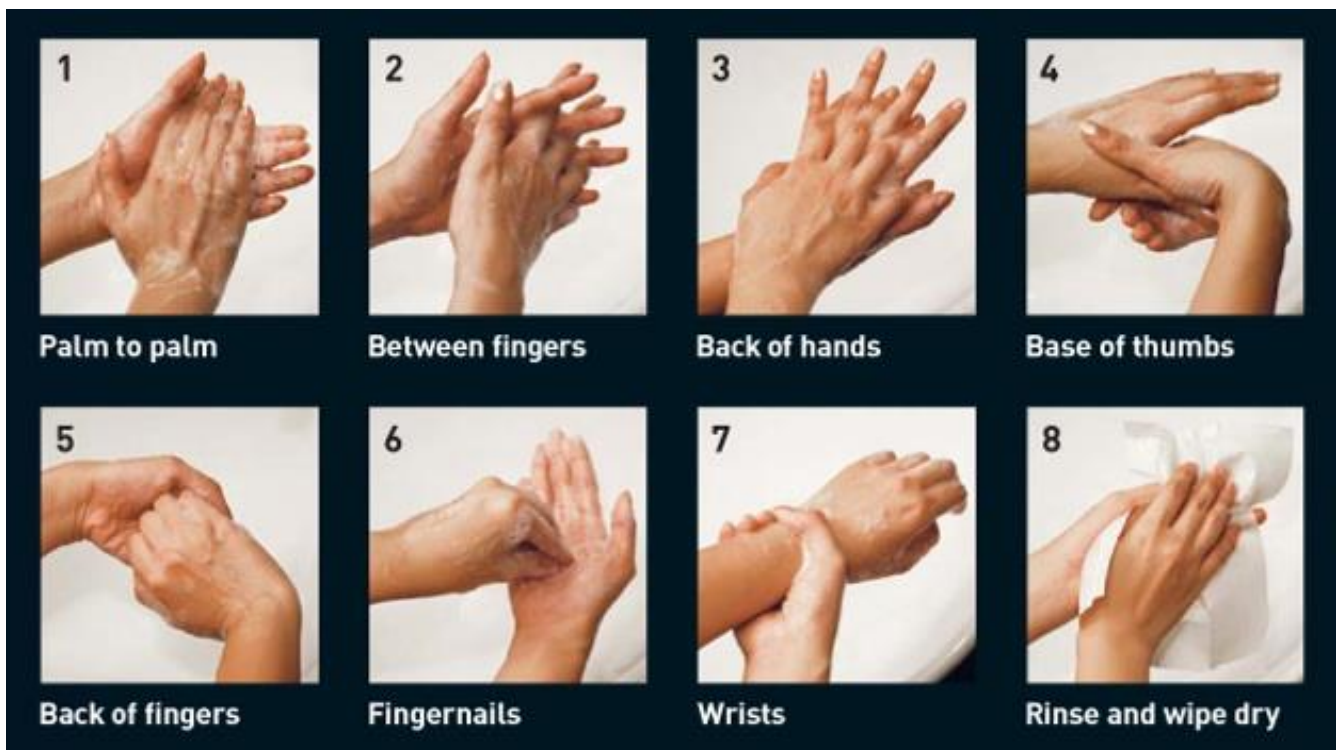 1
Palm to palm
2
Between fingers
3
Back of hands
4
Base of thumbs
5
Back of fingers
6
Fingernails
7
Wrists
8
Rinse and wipe dry